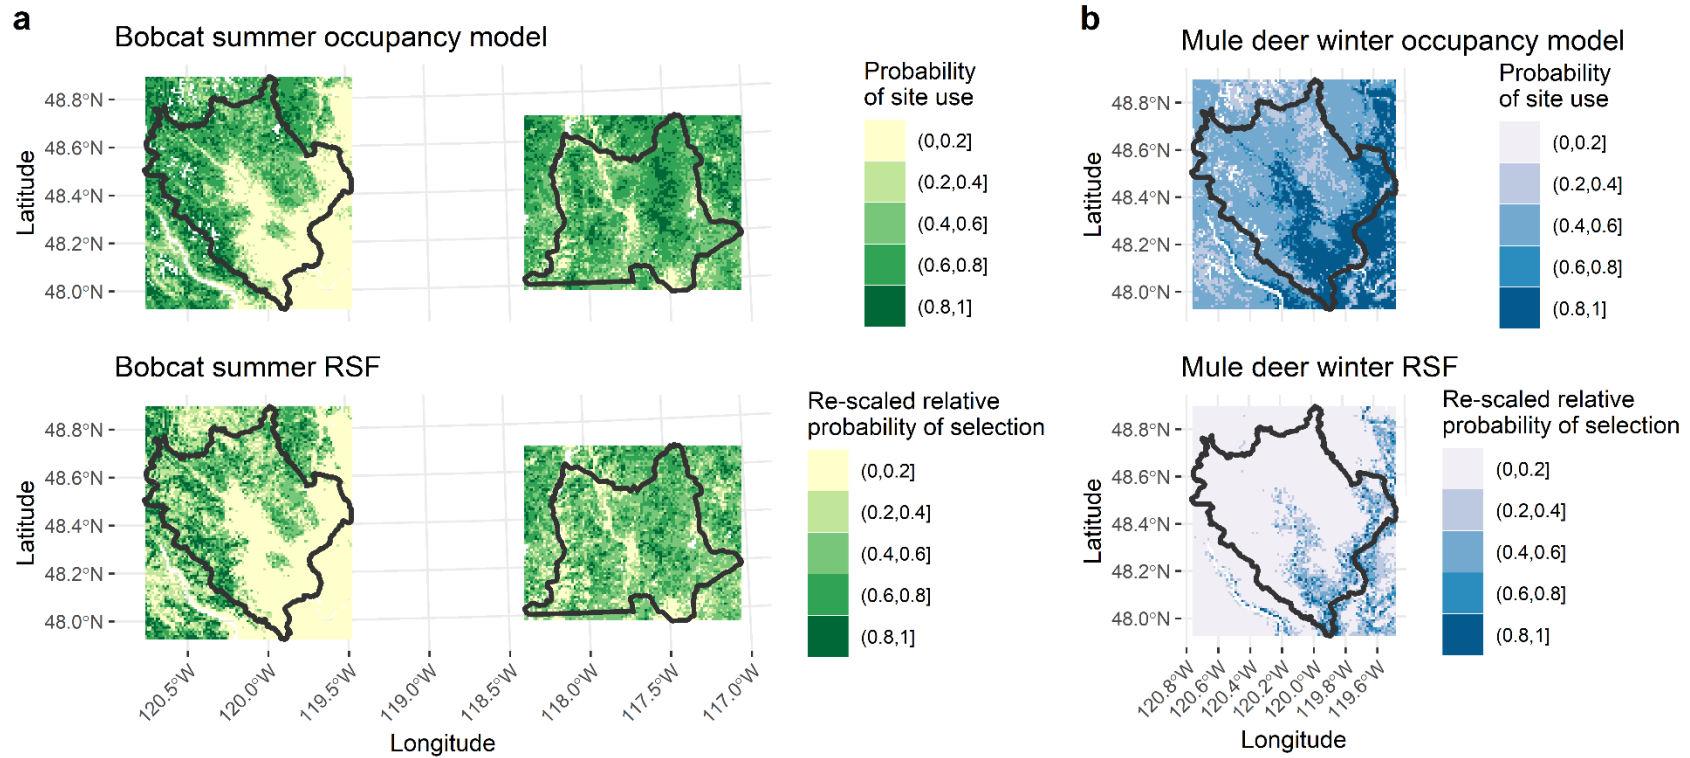 a
Bobcat summer occupancy model
48.8°N
48.6°N
48.4°N
48.2°N
48.0°N
Latitude
Probability
of site use
(0,0.2]
(0.2,0.4]
(0.4,0.6]
(0.6,0.8]
(0.8,1]
Bobcat summer RSF
48.8°N
48.6°N
48.4°N
48.2°N
48.0°N
Latitude
120.5°W
120.0°W
119.5°W
119.0°W
118.5°W
118.0°W
117.5°W
117.0°W
Longitude
Re-scaled relative
probability of selection
(0,0.2]
(0.2,0.4]
(0.4,0.6]
(0.6,0.8]
(0.8,1]
b
Mule deer winter occupancy model
48.8°N
48.6°N
48.4°N
48.2°N
48.0°N
Latitude
Probability
of site use
(0,0.2]
(0.2,0.4]
(0.4,0.6]
(0.6,0.8]
(0.8,1]
Mule deer winter RSF
48.8°N
48.6°N
48.4°N
48.2°N
48.0°N
Latitude
120.8°W
120.6°W
120.4°W
120.2°W
120.0°W
119.8°W
119.6°W
Longitude
Re-scaled relative
probability of selection
(0,0.2]
(0.2,0.4]
(0.4,0.6]
(0.6,0.8]
(0.8,1]